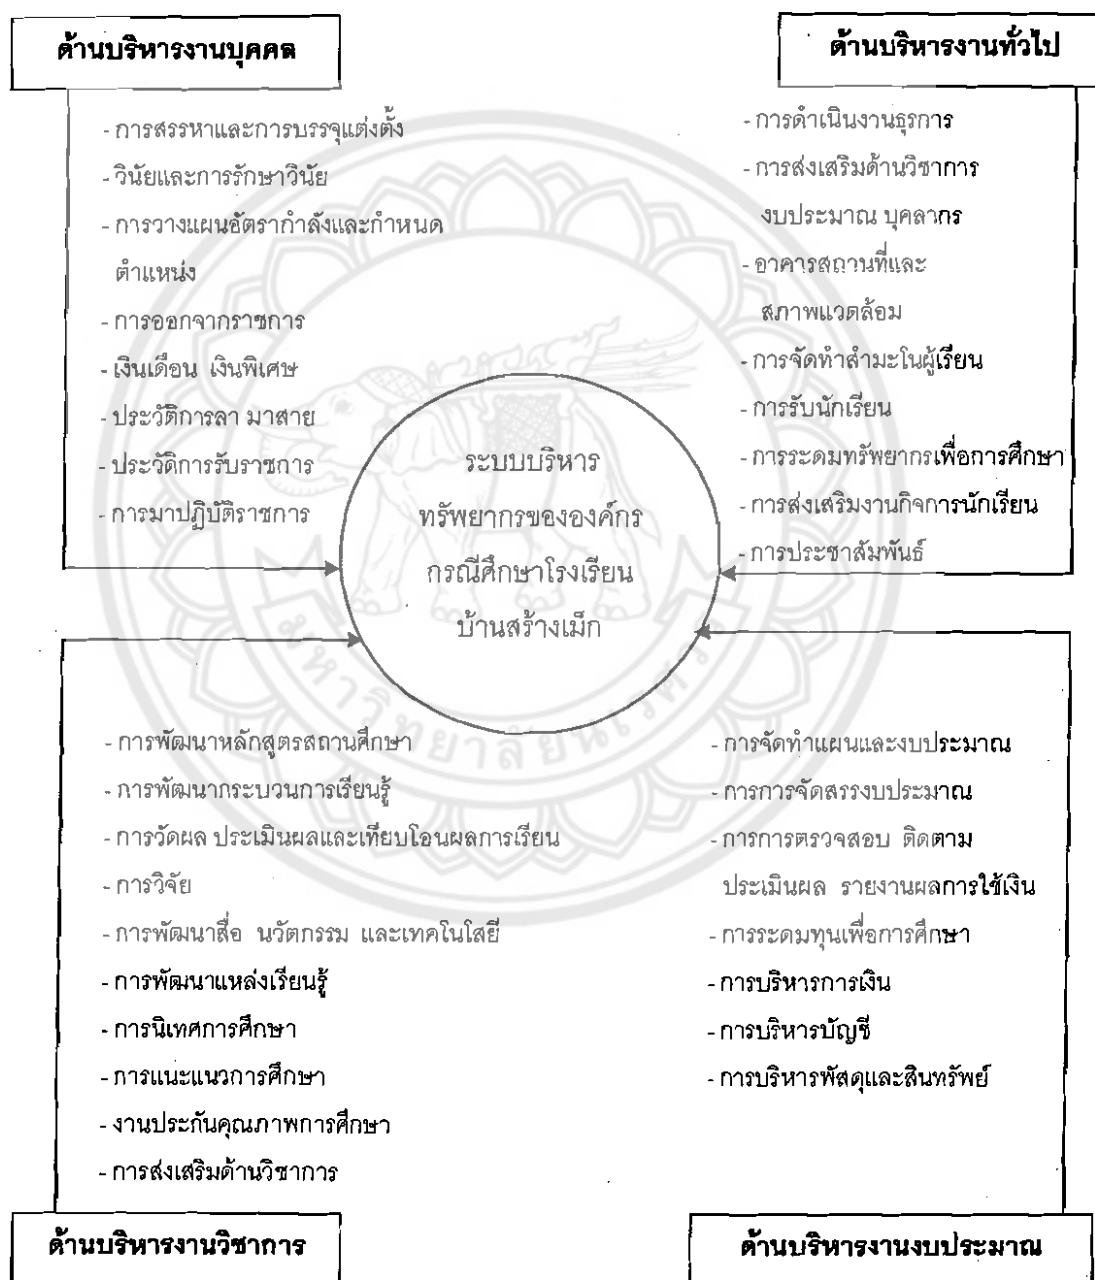 ด้านบริหารงานบุคคล
- การสรรหาและการบรรจุแต่งตั้ง
- วินัยและการรักษาวินัย
- การวางแผนอัตรากำลังและกำหนด
ตำแหน่ง
- การออกจากราชการ
- เงินเดือน เงินพิเศษ
- ประวัติการลา มาสาย
- ประวัติการรับราชการ
- การมาปฏิบัติราชการ
ด้านบริหารงานทั่วไป
- การดำเนินงานธุรการ
- การส่งเสริมด้านวิชาการ
งบประมาณ บุคลากร
- อาคารสถานที่และ
สภาพแวดล้อม
- การจัดทำสำมะโนผู้เรียน
- การรับนักเรียน
- การระดมทรัพยากรเพื่อการศึกษา
- การส่งเสริมงานกิจการนักเรียน
- การประชาสัมพันธ์
ระบบบริหาร
ทรัพยากรขององค์กร
กรณีศึกษาโรงเรียน
บ้านสร้างเม็ก
- การพัฒนาหลักสูตรสถานศึกษา
- การพัฒนากระบวนการเรียนรู้
- การวัดผล ประเมินผลและเทียบโอนผลการเรียน
- การวิจัย
- การพัฒนาสื่อ นวัตกรรม และเทคโนโลยี
- การพัฒนาแหล่งเรียนรู้
- การนิเทศการศึกษา
- การแนะแนวการศึกษา
- งานประกันคุณภาพการศึกษา
- การส่งเสริมด้านวิชาการ
ด้านบริหารงานวิชาการ
- การจัดทำแผนและงบประมาณ
- การการจัดสรรงบประมาณ
- การการตรวจสอบ ติดตาม
ประเมินผล รายงานผลการใช้เงิน
- การระดมทุนเพื่อการศึกษา
- การบริหารการเงิน
- การบริหารบัญชี
- การบริหารพัสดุและสินทรัพย์
ด้านบริหารงานงบประมาณ
มหาวิทยาลัยนเรศวร